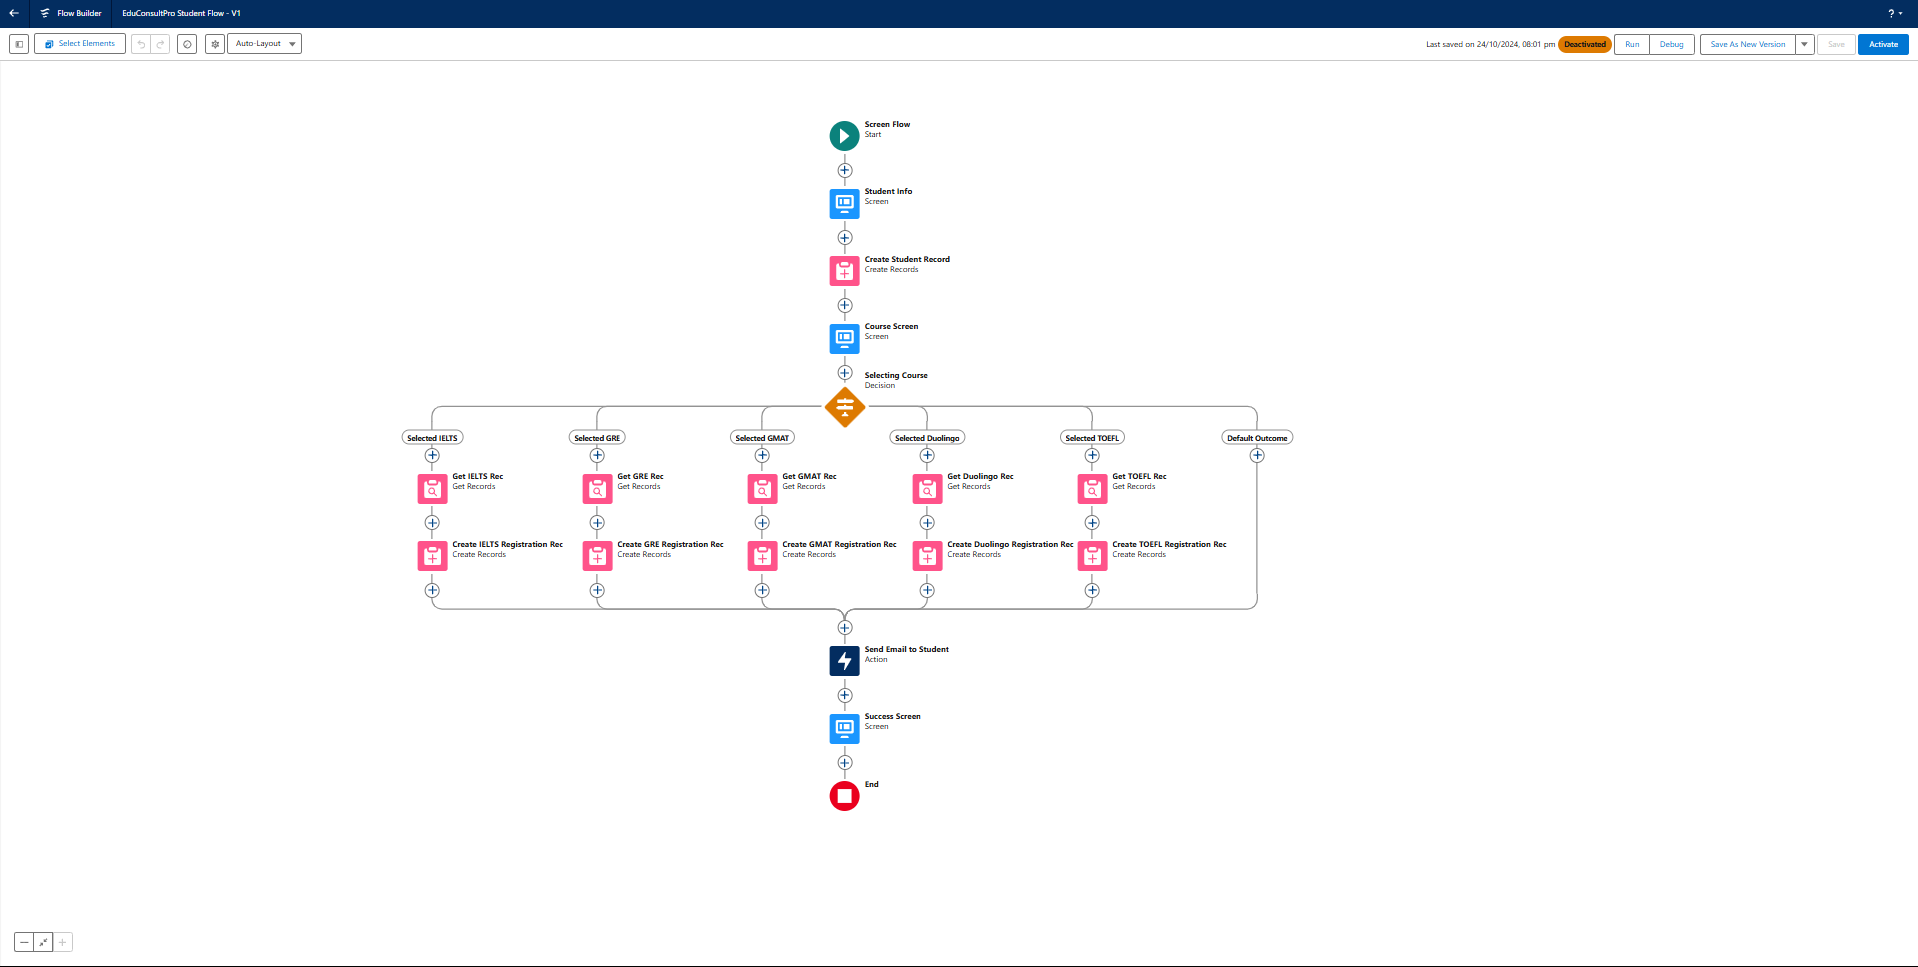 Flow Builder
EduConsultPro Student Flow - V1
?
Select Elements
Auto-Layout
Last saved on 24/10/2024, 08:01 pm
Deactivated
Run
Debug
Save As New Version
Save
Activate
Screen Flow
Start
Student Info
Screen
Create Student Record
Create Records
Course Screen
Screen
Selecting Course
Decision
Selected IELTS
Selected GRE
Selected GMAT
Selected Duolingo
Selected TOEFL
Default Outcome
Get IELTS Rec
Get Records
Get GRE Rec
Get Records
Get GMAT Rec
Get Records
Get Duolingo Rec
Get Records
Get TOEFL Rec
Get Records
Create IELTS Registration Rec
Create Records
Create GRE Registration Rec
Create Records
Create GMAT Registration Rec
Create Records
Create Duolingo Registration Rec
Create Records
Create TOEFL Registration Rec
Create Records
Send Email to Student
Action
Success Screen
Screen
End